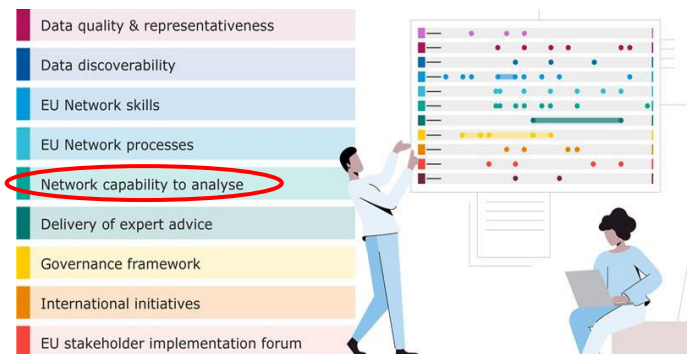 Data quality & representativeness
Data discoverability
EU Network skills
EU Network processes
Network capability to analyse
Delivery of expert advice
Governance framework
International initiatives
EU stakeholder implementation forum